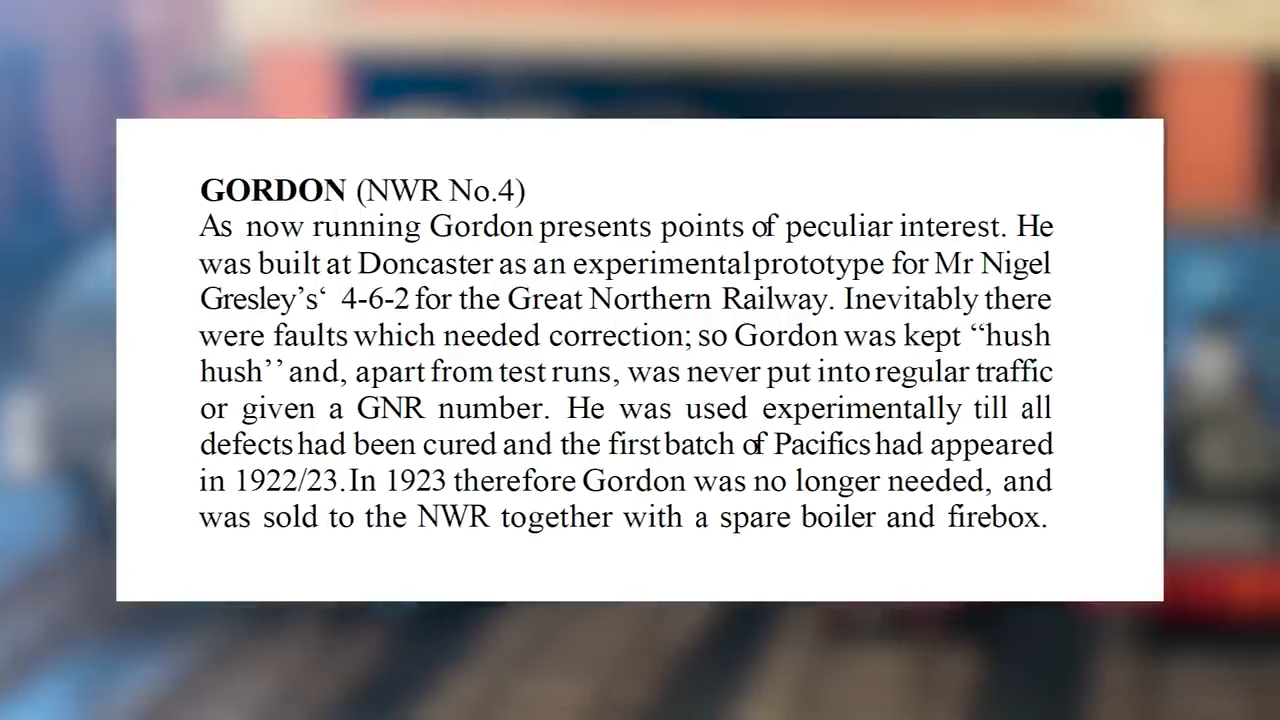 GORDON (NWR No.4)
As now running Gordon presents points of peculiar interest. He
was built at Doncaster as an experimental prototype for Mr Nigel
Gresley’s‘ 4-6-2 for the Great Northern Railway. Inevitably there
were faults which needed correction; so Gordon was kept “hush
hush’’ and, apart from test runs, was never put into regular traffic
or given a GNR number. He was used experimentally till all
defects had been cured and the first batch of Pacifics had appeared
in 1922/23. In 1923 therefore Gordon was no longer needed, and
was sold to the NWR together with a spare boiler and firebox.